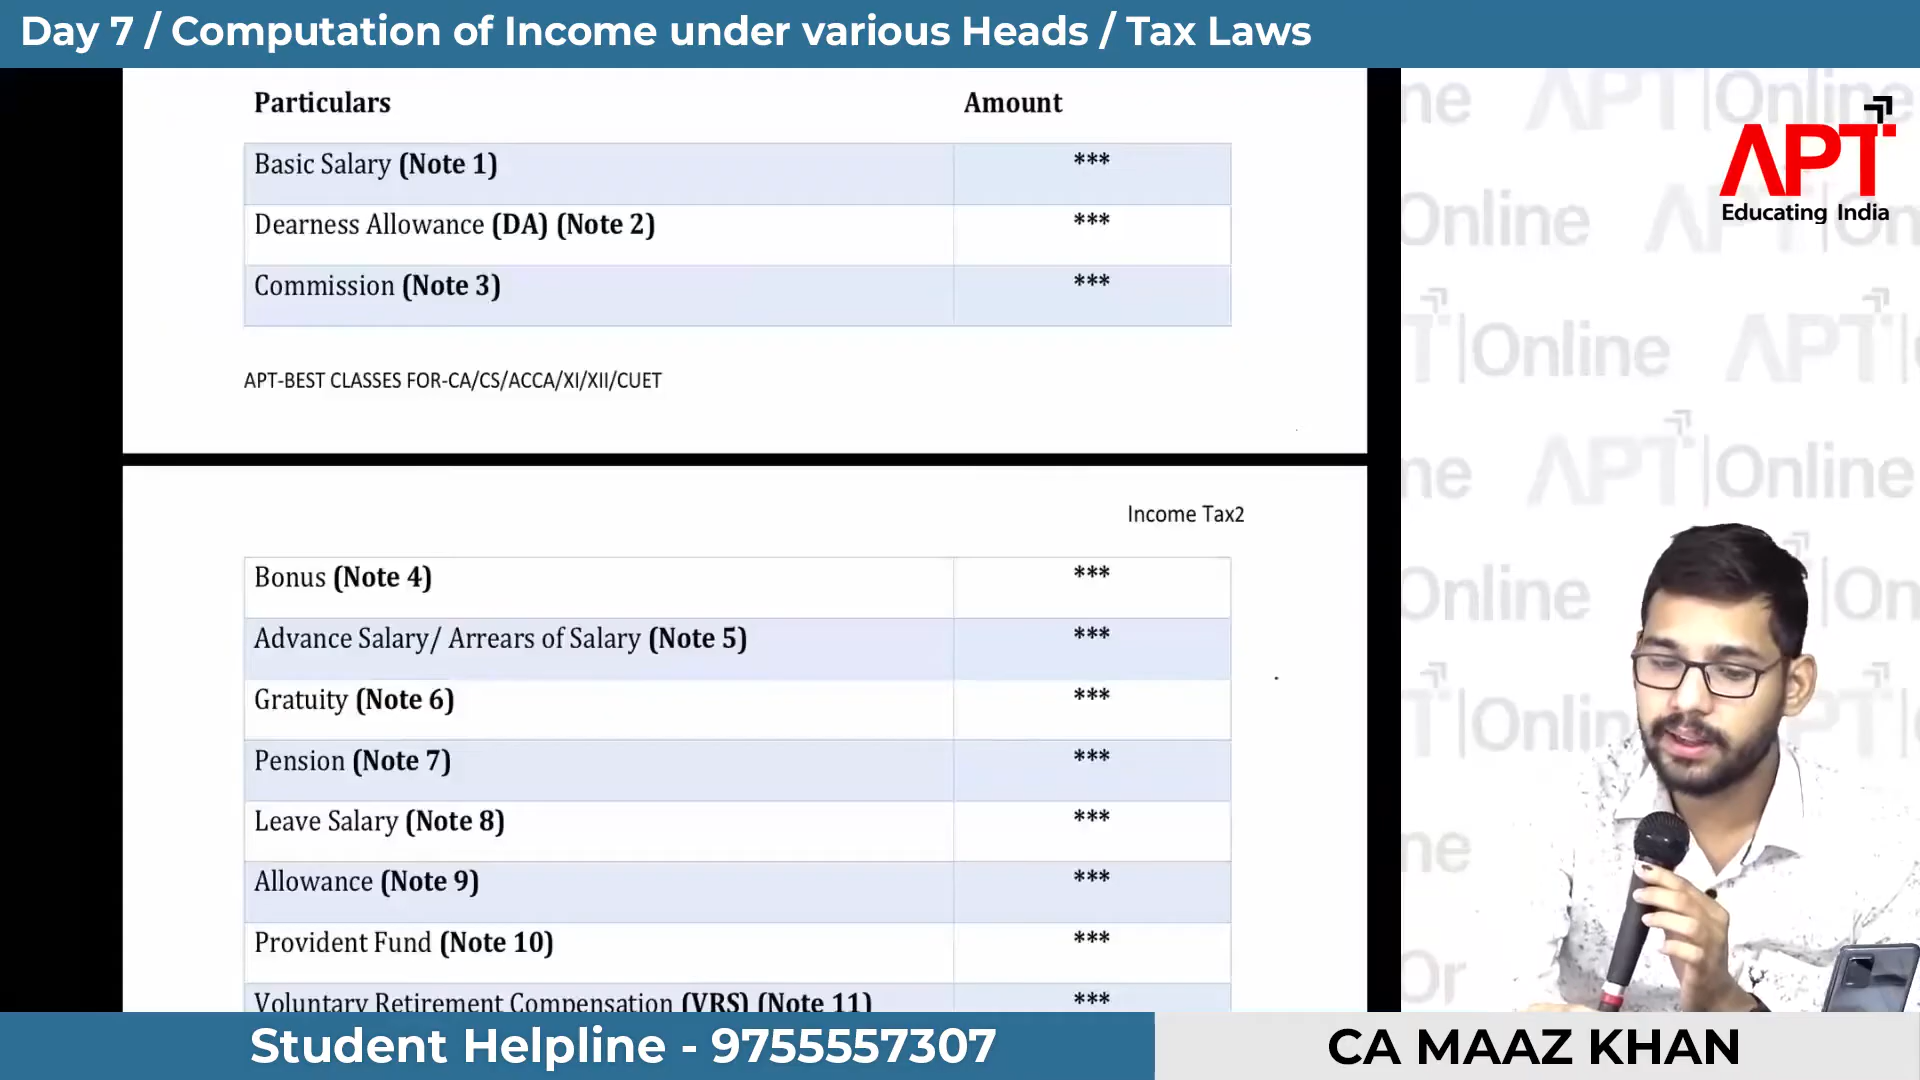 Day 7 / Computation of Income under various Heads / Tax Laws
Particulars Amount
Basic Salary (Note 1) ***
Dearness Allowance (DA) (Note 2) ***
Commission (Note 3) ***
APT-BEST CLASSES FOR-CA/CS/ACCA/XI/XII/CUET
Income Tax2
Bonus (Note 4) ***
Advance Salary/ Arrears of Salary (Note 5) ***
Gratuity (Note 6) ***
Pension (Note 7) ***
Leave Salary (Note 8) ***
Allowance (Note 9) ***
Provident Fund (Note 10) ***
Voluntary Retirement Compensation (VRS) (Note 11) ***
APT
Educating India
APT|Online
Student Helpline - 9755557307
CA MAAZ KHAN